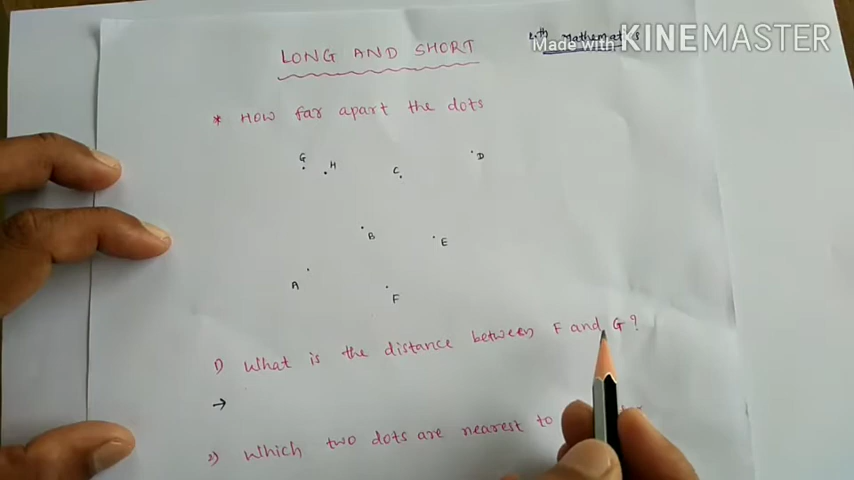 LONG AND SHORT
Mathematics
Made with KINEMASTER
* How far apart the dots
G
H
C
D
B
E
A
F
1) What is the distance between F and G?
→
2) Which two dots are nearest to